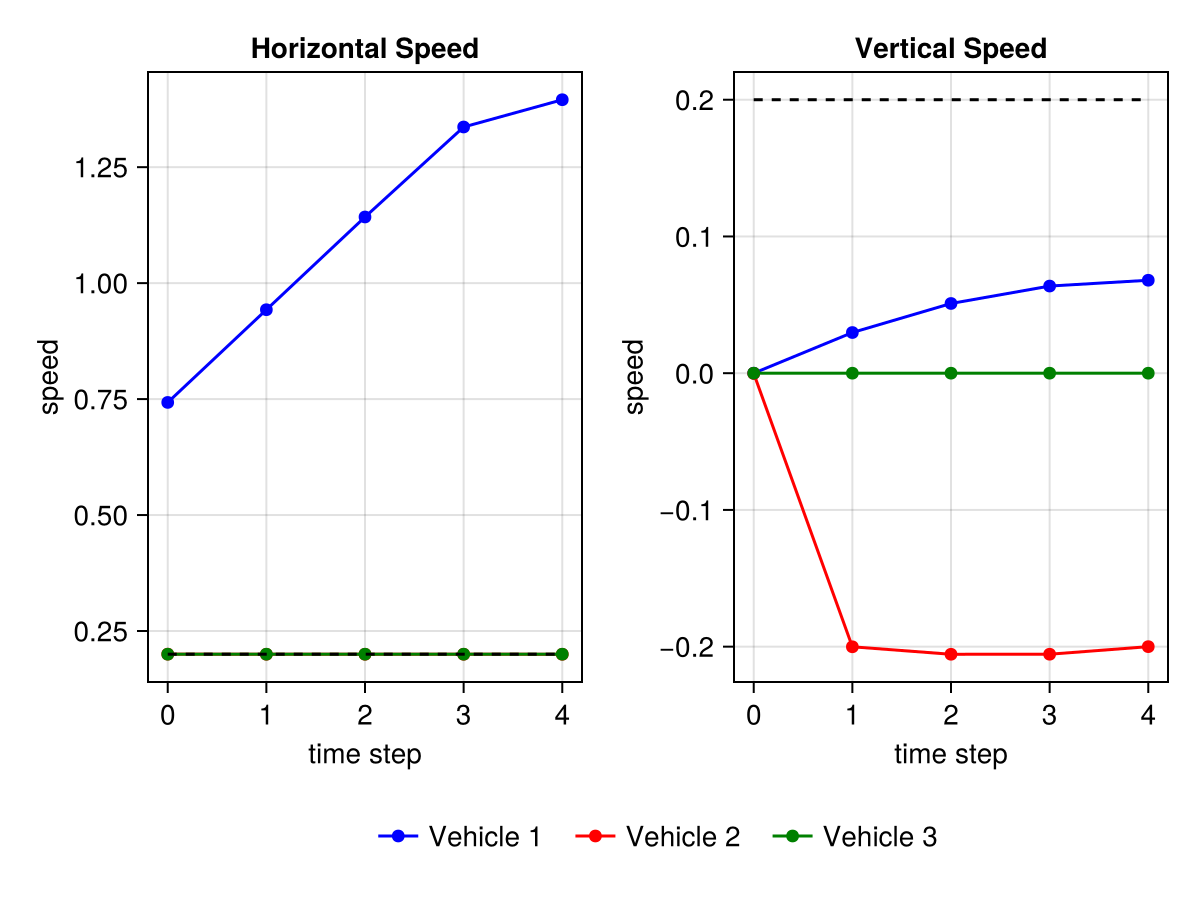 Horizontal Speed
speed
1.25
1.00
0.75
0.50
0.25
0 1 2 3 4
time step
Vertical Speed
speed
0.2
0.1
0.0
−0.1
−0.2
0 1 2 3 4
time step
Vehicle 1 Vehicle 2 Vehicle 3